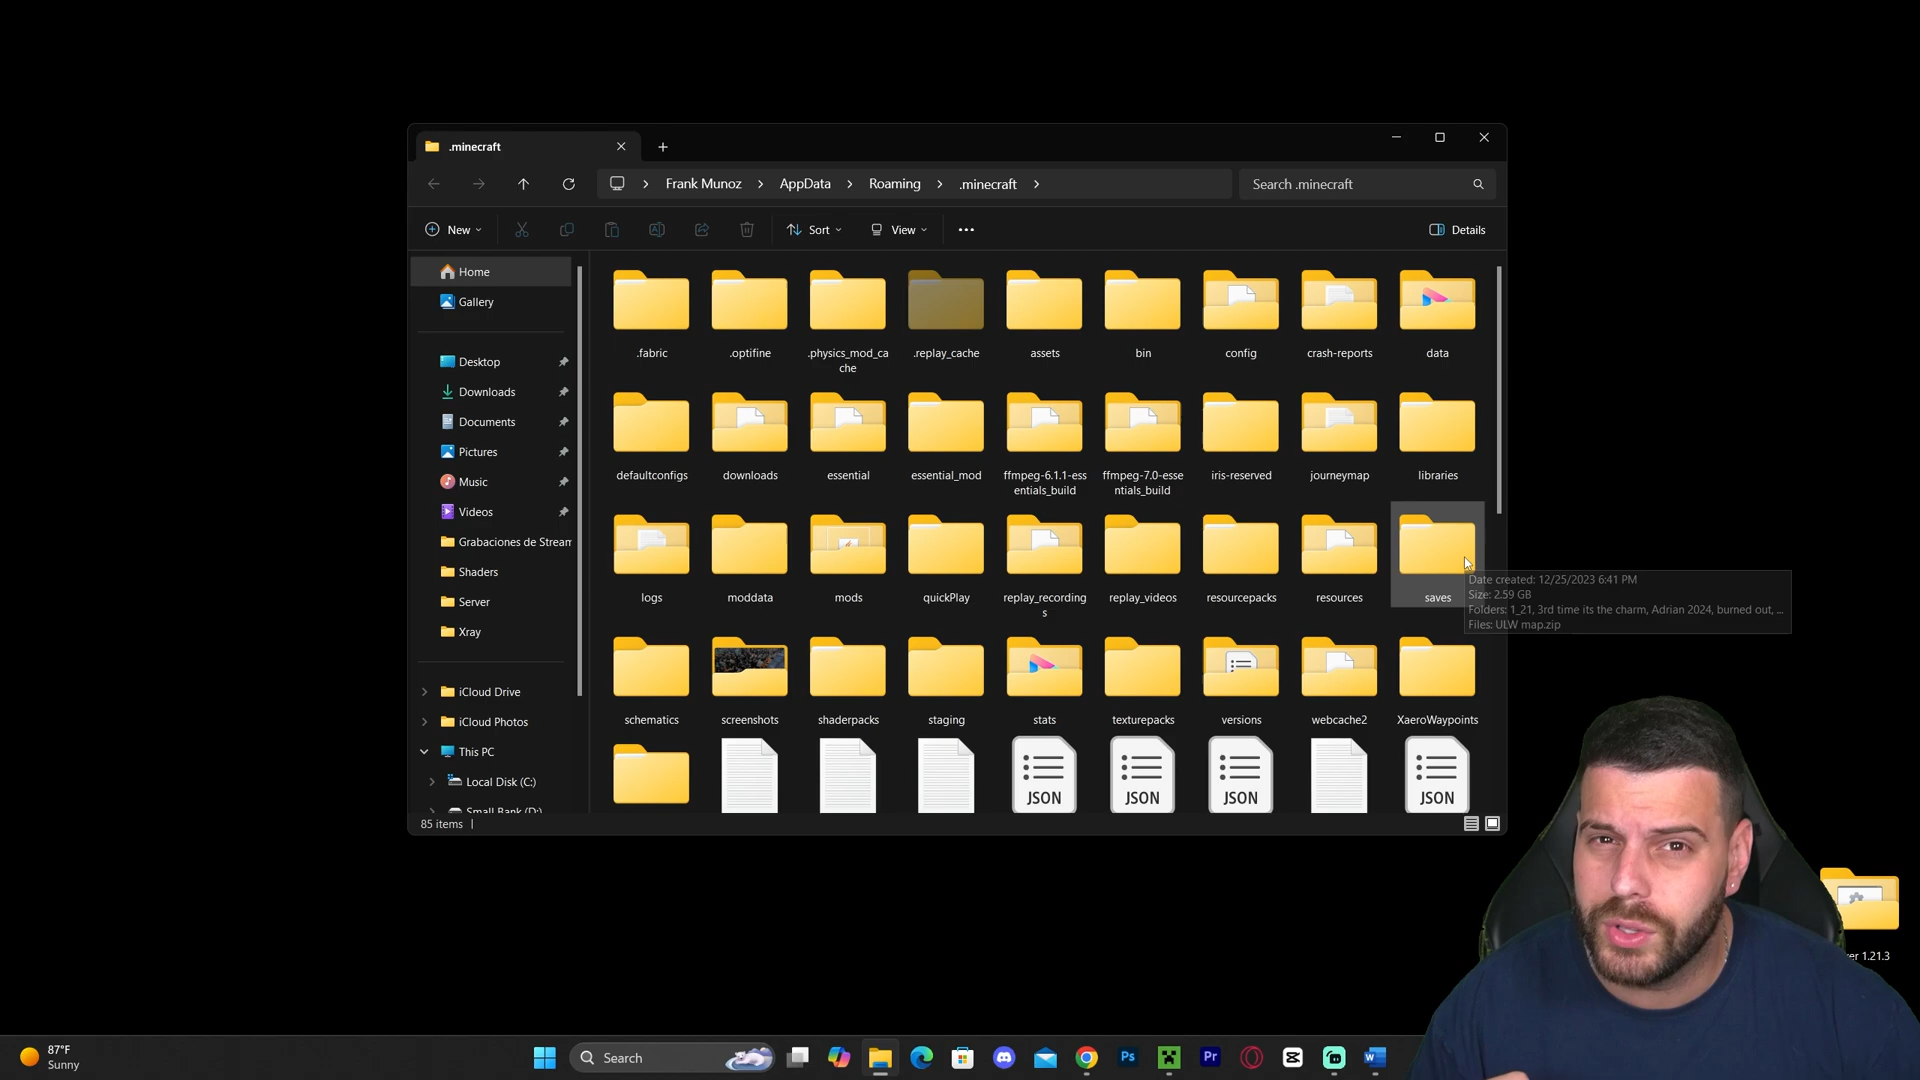 .minecraft
Frank Munoz
AppData
Roaming
.minecraft
Search .minecraft
New
Sort
View
Details
Home
Gallery
Desktop
Downloads
Documents
Pictures
Music
Videos
Grabaciones de Stream
Shaders
Server
Xray
iCloud Drive
iCloud Photos
This PC
Local Disk (C:)
Small Bank (D:)
.fabric
.optifine
.physics_mod_ca
che
.replay_cache
assets
bin
config
crash-reports
data
defaultconfigs
downloads
essential
essential_mod
ffmpeg-6.1.1-ess
entials_build
ffmpeg-7.0-esse
ntials_build
iris-reserved
journeymap
libraries
logs
moddata
mods
quickPlay
replay_recording
s
replay_videos
resourcepacks
resources
saves
Date created: 12/25/2023 6:41 PM
Size: 2.59 GB
Folders: 1_21, 3rd time its the charm, Adrian 2024, burned out, ...
Files: ULW map.zip
schematics
screenshots
shaderpacks
staging
stats
texturepacks
versions
webcache2
XaeroWaypoints
JSON
JSON
JSON
JSON
85 items
er 1.21.3
87°F
Sunny
Search
Ps
Pr
W